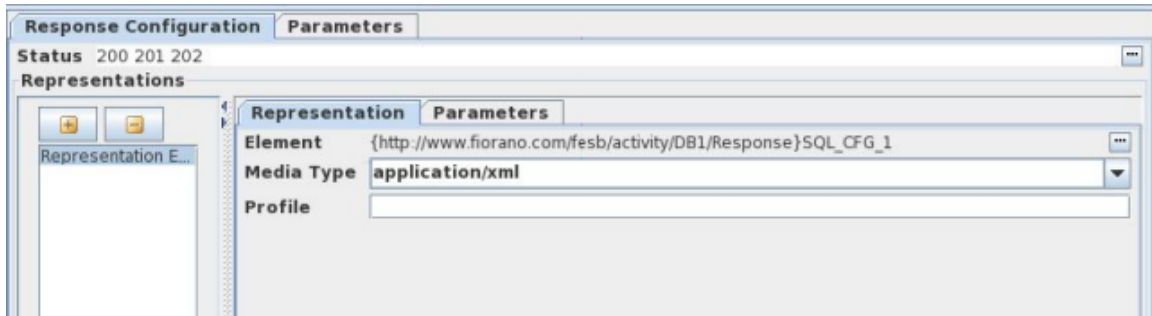 Response Configuration Parameters
Status 200 201 202
Representations
Representation Parameters
Representation E...
Element {http://www.fiorano.com/fesb/activity/DB1/Response}SQL_CFG_1
Media Type application/xml
Profile